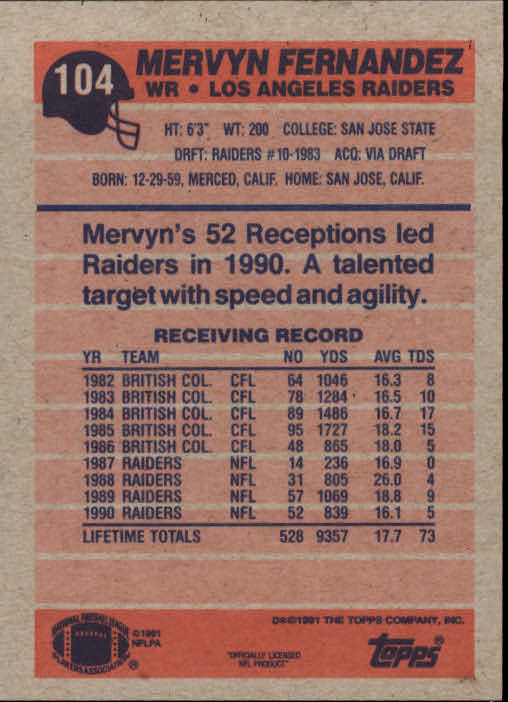 104
MERVYN FERNANDEZ
WR • LOS ANGELES RAIDERS
HT: 6'3" WT: 200 COLLEGE: SAN JOSE STATE
DRFT: RAIDERS #10-1983 ACQ: VIA DRAFT
BORN: 12-29-59, MERCED, CALIF. HOME: SAN JOSE, CALIF.
Mervyn's 52 Receptions led
Raiders in 1990. A talented
target with speed and agility.
RECEIVING RECORD
YR TEAM NO YDS AVG TDS
1982 BRITISH COL. CFL 64 1046 16.3 8
1983 BRITISH COL. CFL 78 1284 16.5 10
1984 BRITISH COL. CFL 89 1486 16.7 17
1985 BRITISH COL. CFL 95 1727 18.2 15
1986 BRITISH COL. CFL 48 865 18.0 5
1987 RAIDERS NFL 14 236 16.9 0
1988 RAIDERS NFL 31 805 26.0 4
1989 RAIDERS NFL 57 1069 18.8 9
1990 RAIDERS NFL 52 839 16.1 5
LIFETIME TOTALS 528 9357 17.7 73
NATIONAL FOOTBALL LEAGUE
PLAYERS ASSOCIATION
®
©1991
NFLPA
"OFFICIALLY LICENSED
NFL PRODUCT"
D*©1991 THE TOPPS COMPANY, INC.
Topps®